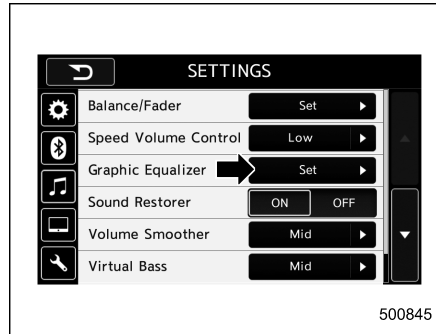 SETTINGS
Balance/Fader Set
Speed Volume Control Low
Graphic Equalizer Set
Sound Restorer ON OFF
Volume Smoother Mid
Virtual Bass Mid
500845